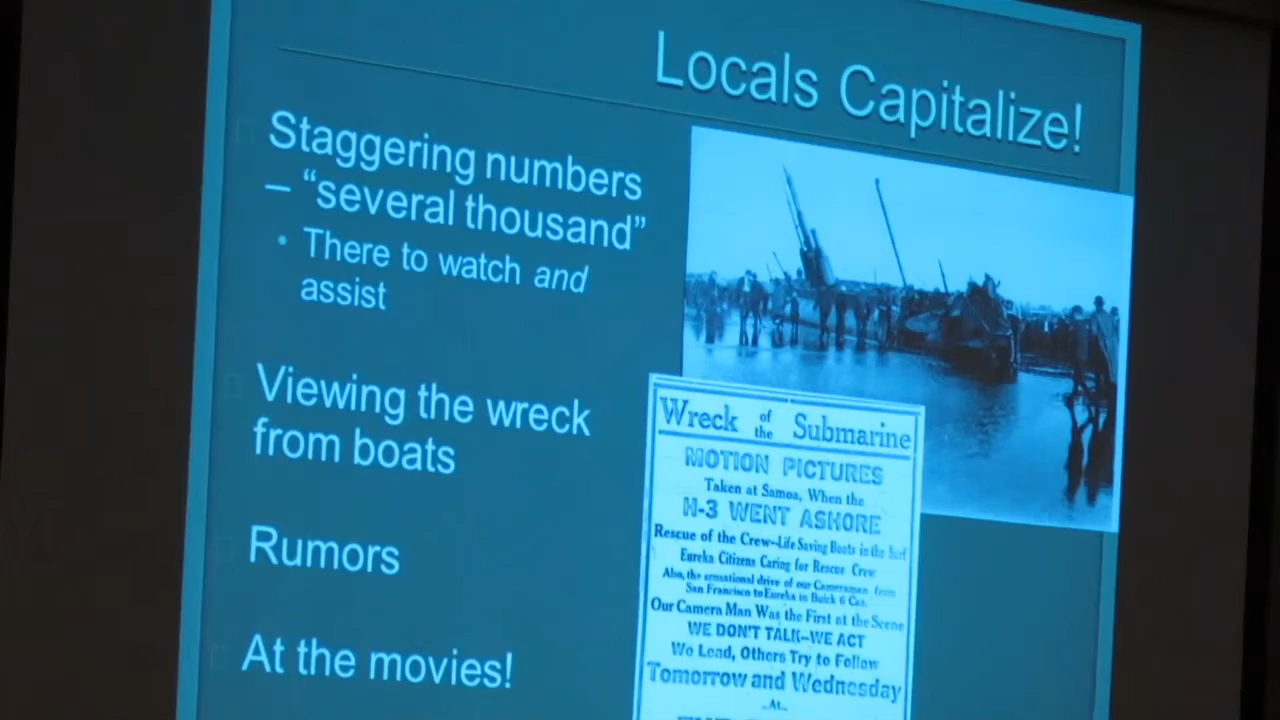 Locals Capitalize!
Staggering numbers
– “several thousand”
• There to watch and
assist
Viewing the wreck
from boats
Rumors
At the movies!
Wreck of the Submarine
MOTION PICTURES
Taken at Samoa, When the
H-3 WENT ASHORE
Rescue of the Crew--Life Saving Boats in the Surf
Eureka Citizens Caring for Rescue Crew
Also, the sensational drive of our Cameraman from
San Francisco to Eureka in Buick 6 Car.
Our Camera Man Was the First at the Scene
WE DON'T TALK--WE ACT
We Lead, Others Try to Follow
Tomorrow and Wednesday
..At..